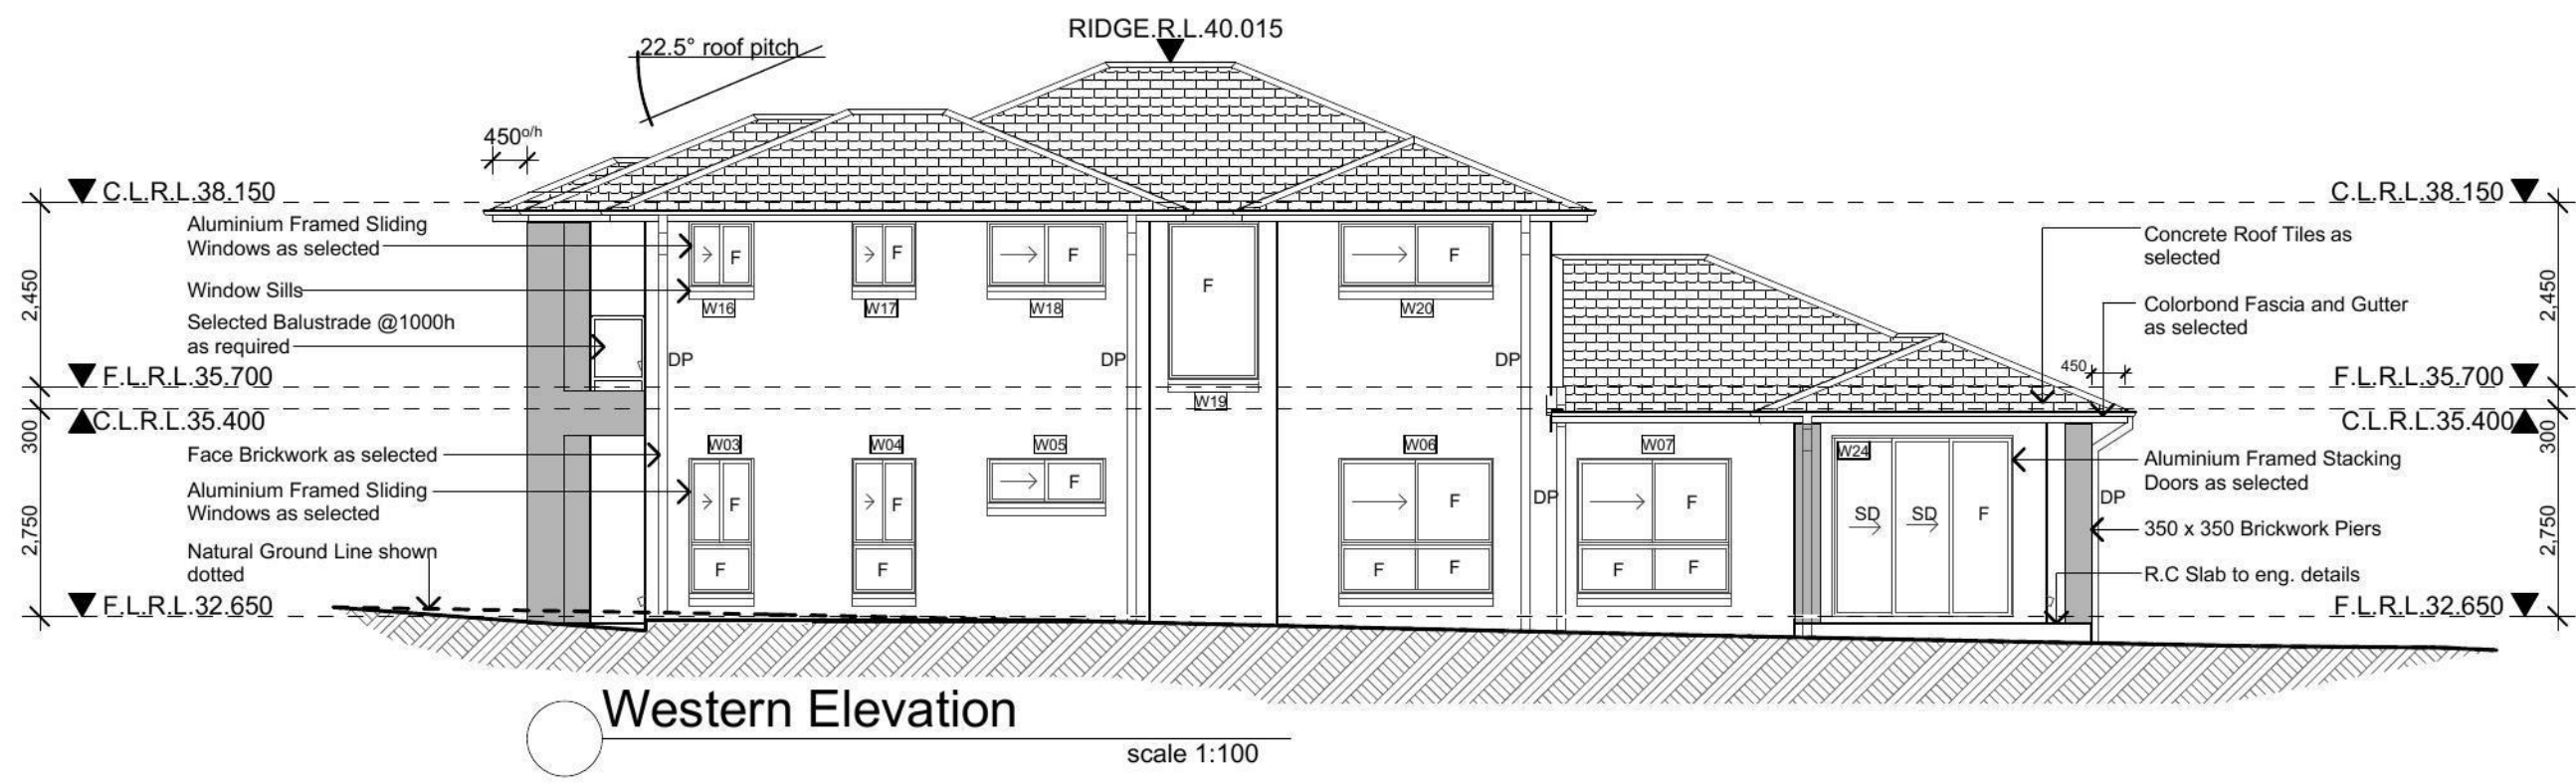 RIDGE.R.L.40.015
22.5° roof pitch
450o/h
C.L.R.L.38.150
C.L.R.L.38.150
Aluminium Framed Sliding
Windows as selected
Window Sills
Selected Balustrade @1000h
as required
F.L.R.L.35.700
C.L.R.L.35.400
Face Brickwork as selected
Aluminium Framed Sliding
Windows as selected
Natural Ground Line shown
dotted
F.L.R.L.32.650
2,450
300
2,750
F
F
F
F
F
W16
W17
W18
W19
W20
DP
DP
DP
W03
W04
W05
W06
W07
W24
F
F
F
F
F
F
F
F
F
F
F
DP
SD
SD
F
DP
450
Concrete Roof Tiles as
selected
Colorbond Fascia and Gutter
as selected
F.L.R.L.35.700
C.L.R.L.35.400
Aluminium Framed Stacking
Doors as selected
350 x 350 Brickwork Piers
R.C Slab to eng. details
F.L.R.L.32.650
2,450
300
2,750
Western Elevation
scale 1:100